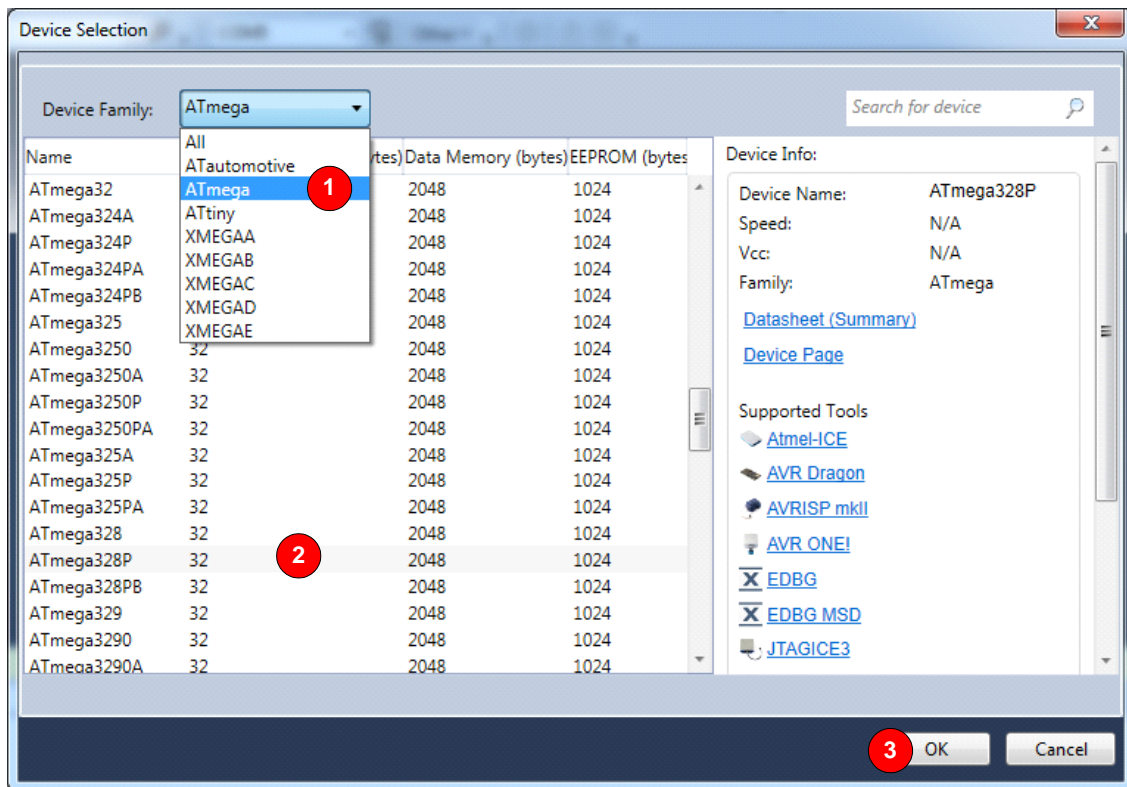 Device Selection
Device Family: ATmega
Search for device
All
ATautomotive
ATmega 1
ATtiny
XMEGAA
XMEGAB
XMEGAC
XMEGAD
XMEGAE
Name ytes) Data Memory (bytes) EEPROM (bytes
ATmega32 2048 1024
ATmega324A 2048 1024
ATmega324P 2048 1024
ATmega324PA 2048 1024
ATmega324PB 2048 1024
ATmega325 2048 1024
ATmega3250 32 2048 1024
ATmega3250A 32 2048 1024
ATmega3250P 32 2048 1024
ATmega3250PA 32 2048 1024
ATmega325A 32 2048 1024
ATmega325P 32 2048 1024
ATmega325PA 32 2048 1024
ATmega328 32 2048 1024
ATmega328P 32 2 2048 1024
ATmega328PB 32 2048 1024
ATmega329 32 2048 1024
ATmega3290 32 2048 1024
ATmega3290A 32 2048 1024
Device Info:
Device Name: ATmega328P
Speed: N/A
Vcc: N/A
Family: ATmega
Datasheet (Summary)
Device Page
Supported Tools
Atmel-ICE
AVR Dragon
AVRISP mkII
AVR ONE!
EDBG
EDBG MSD
JTAGICE3
3 OK Cancel